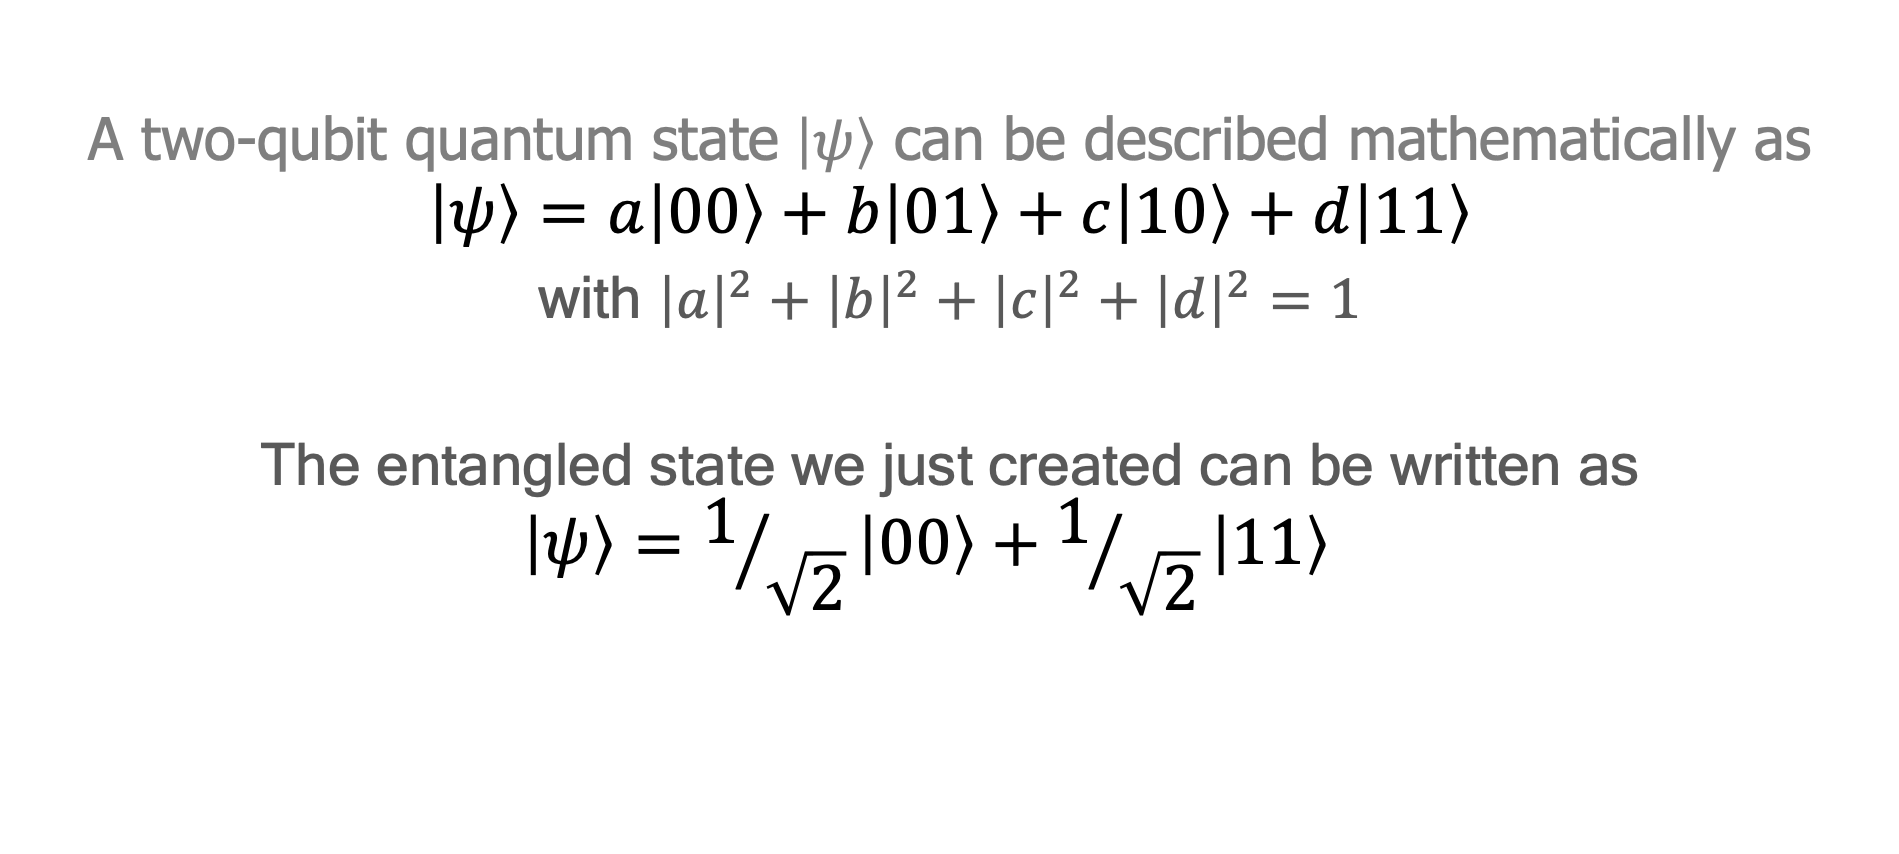 A two-qubit quantum state |𝜓⟩ can be described mathematically as
|𝜓⟩ = 𝑎|00⟩ + 𝑏|01⟩ + 𝑐|10⟩ + 𝑑|11⟩
with |𝑎|² + |𝑏|² + |𝑐|² + |𝑑|² = 1
The entangled state we just created can be written as
|𝜓⟩ = 1/√2 |00⟩ + 1/√2 |11⟩